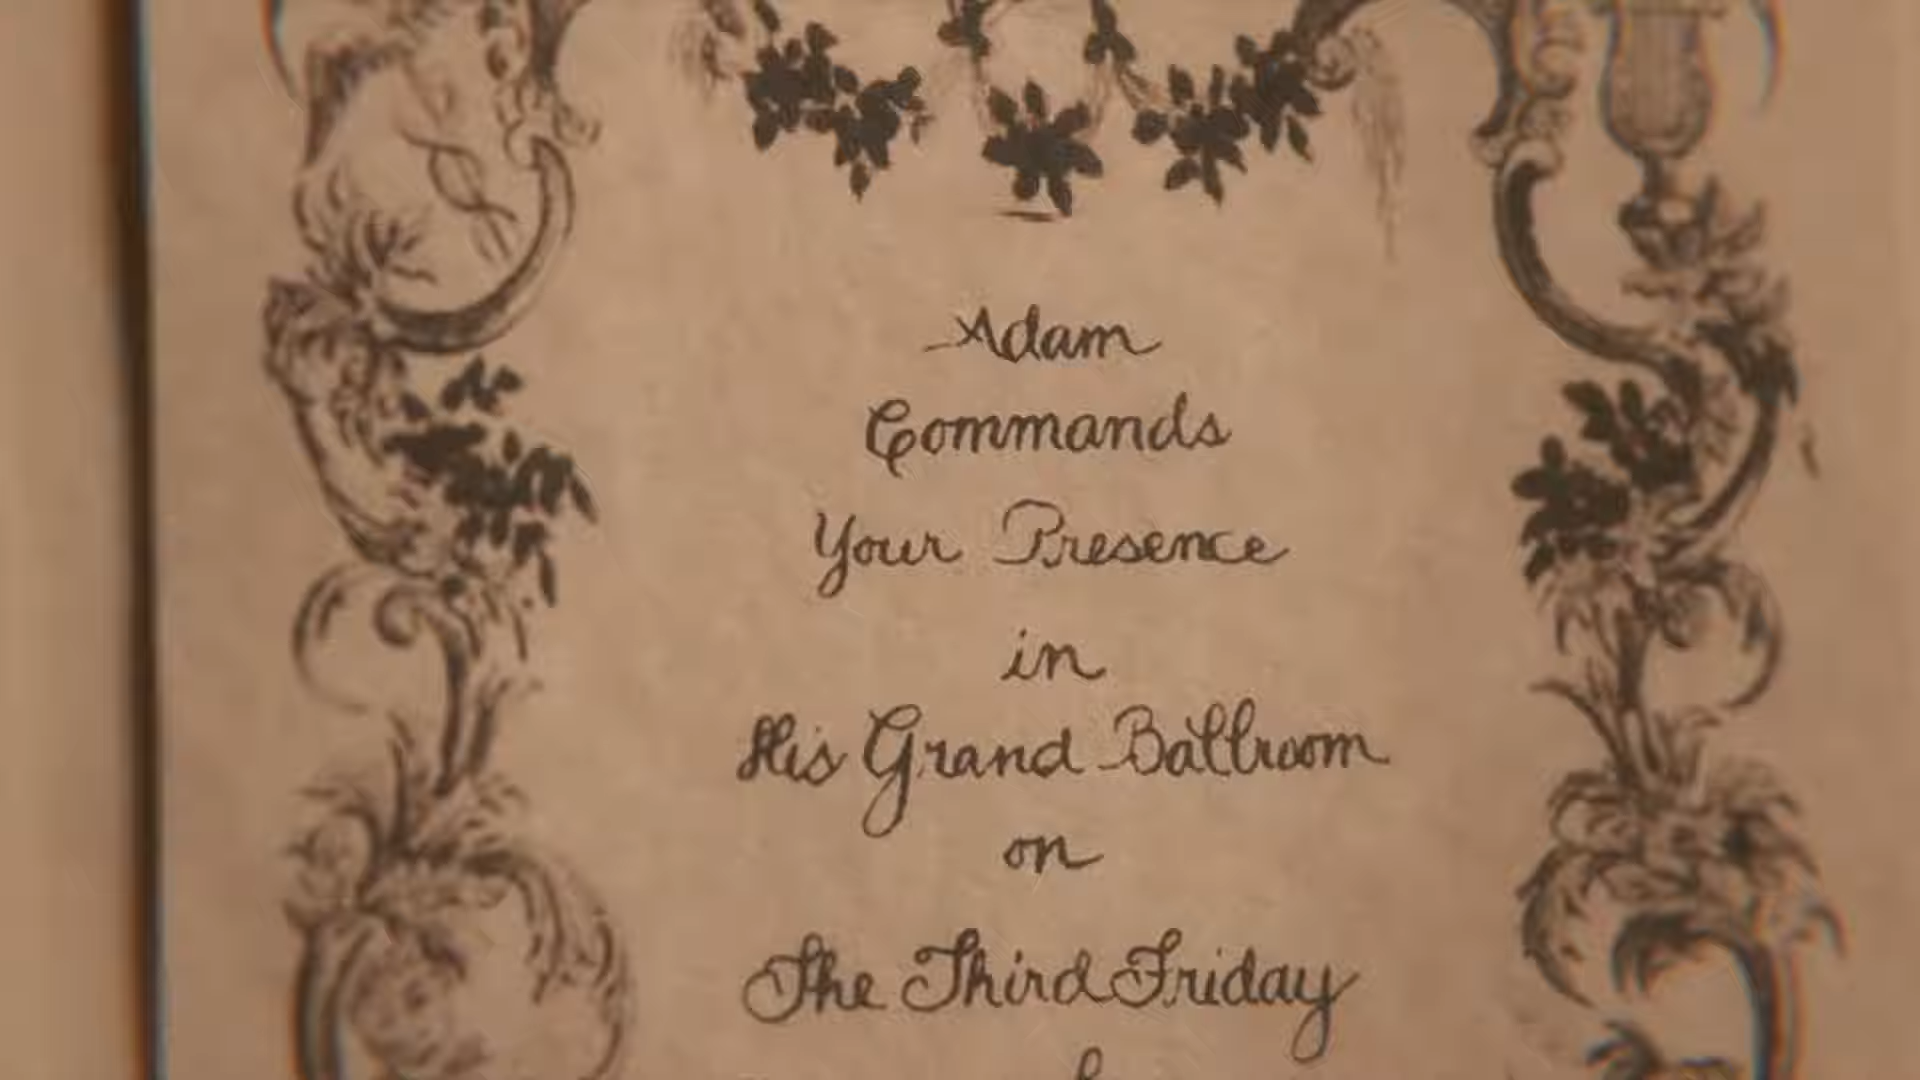 Adam
Commands
Your Presence
in
His Grand Ballroom
on
The Third Friday